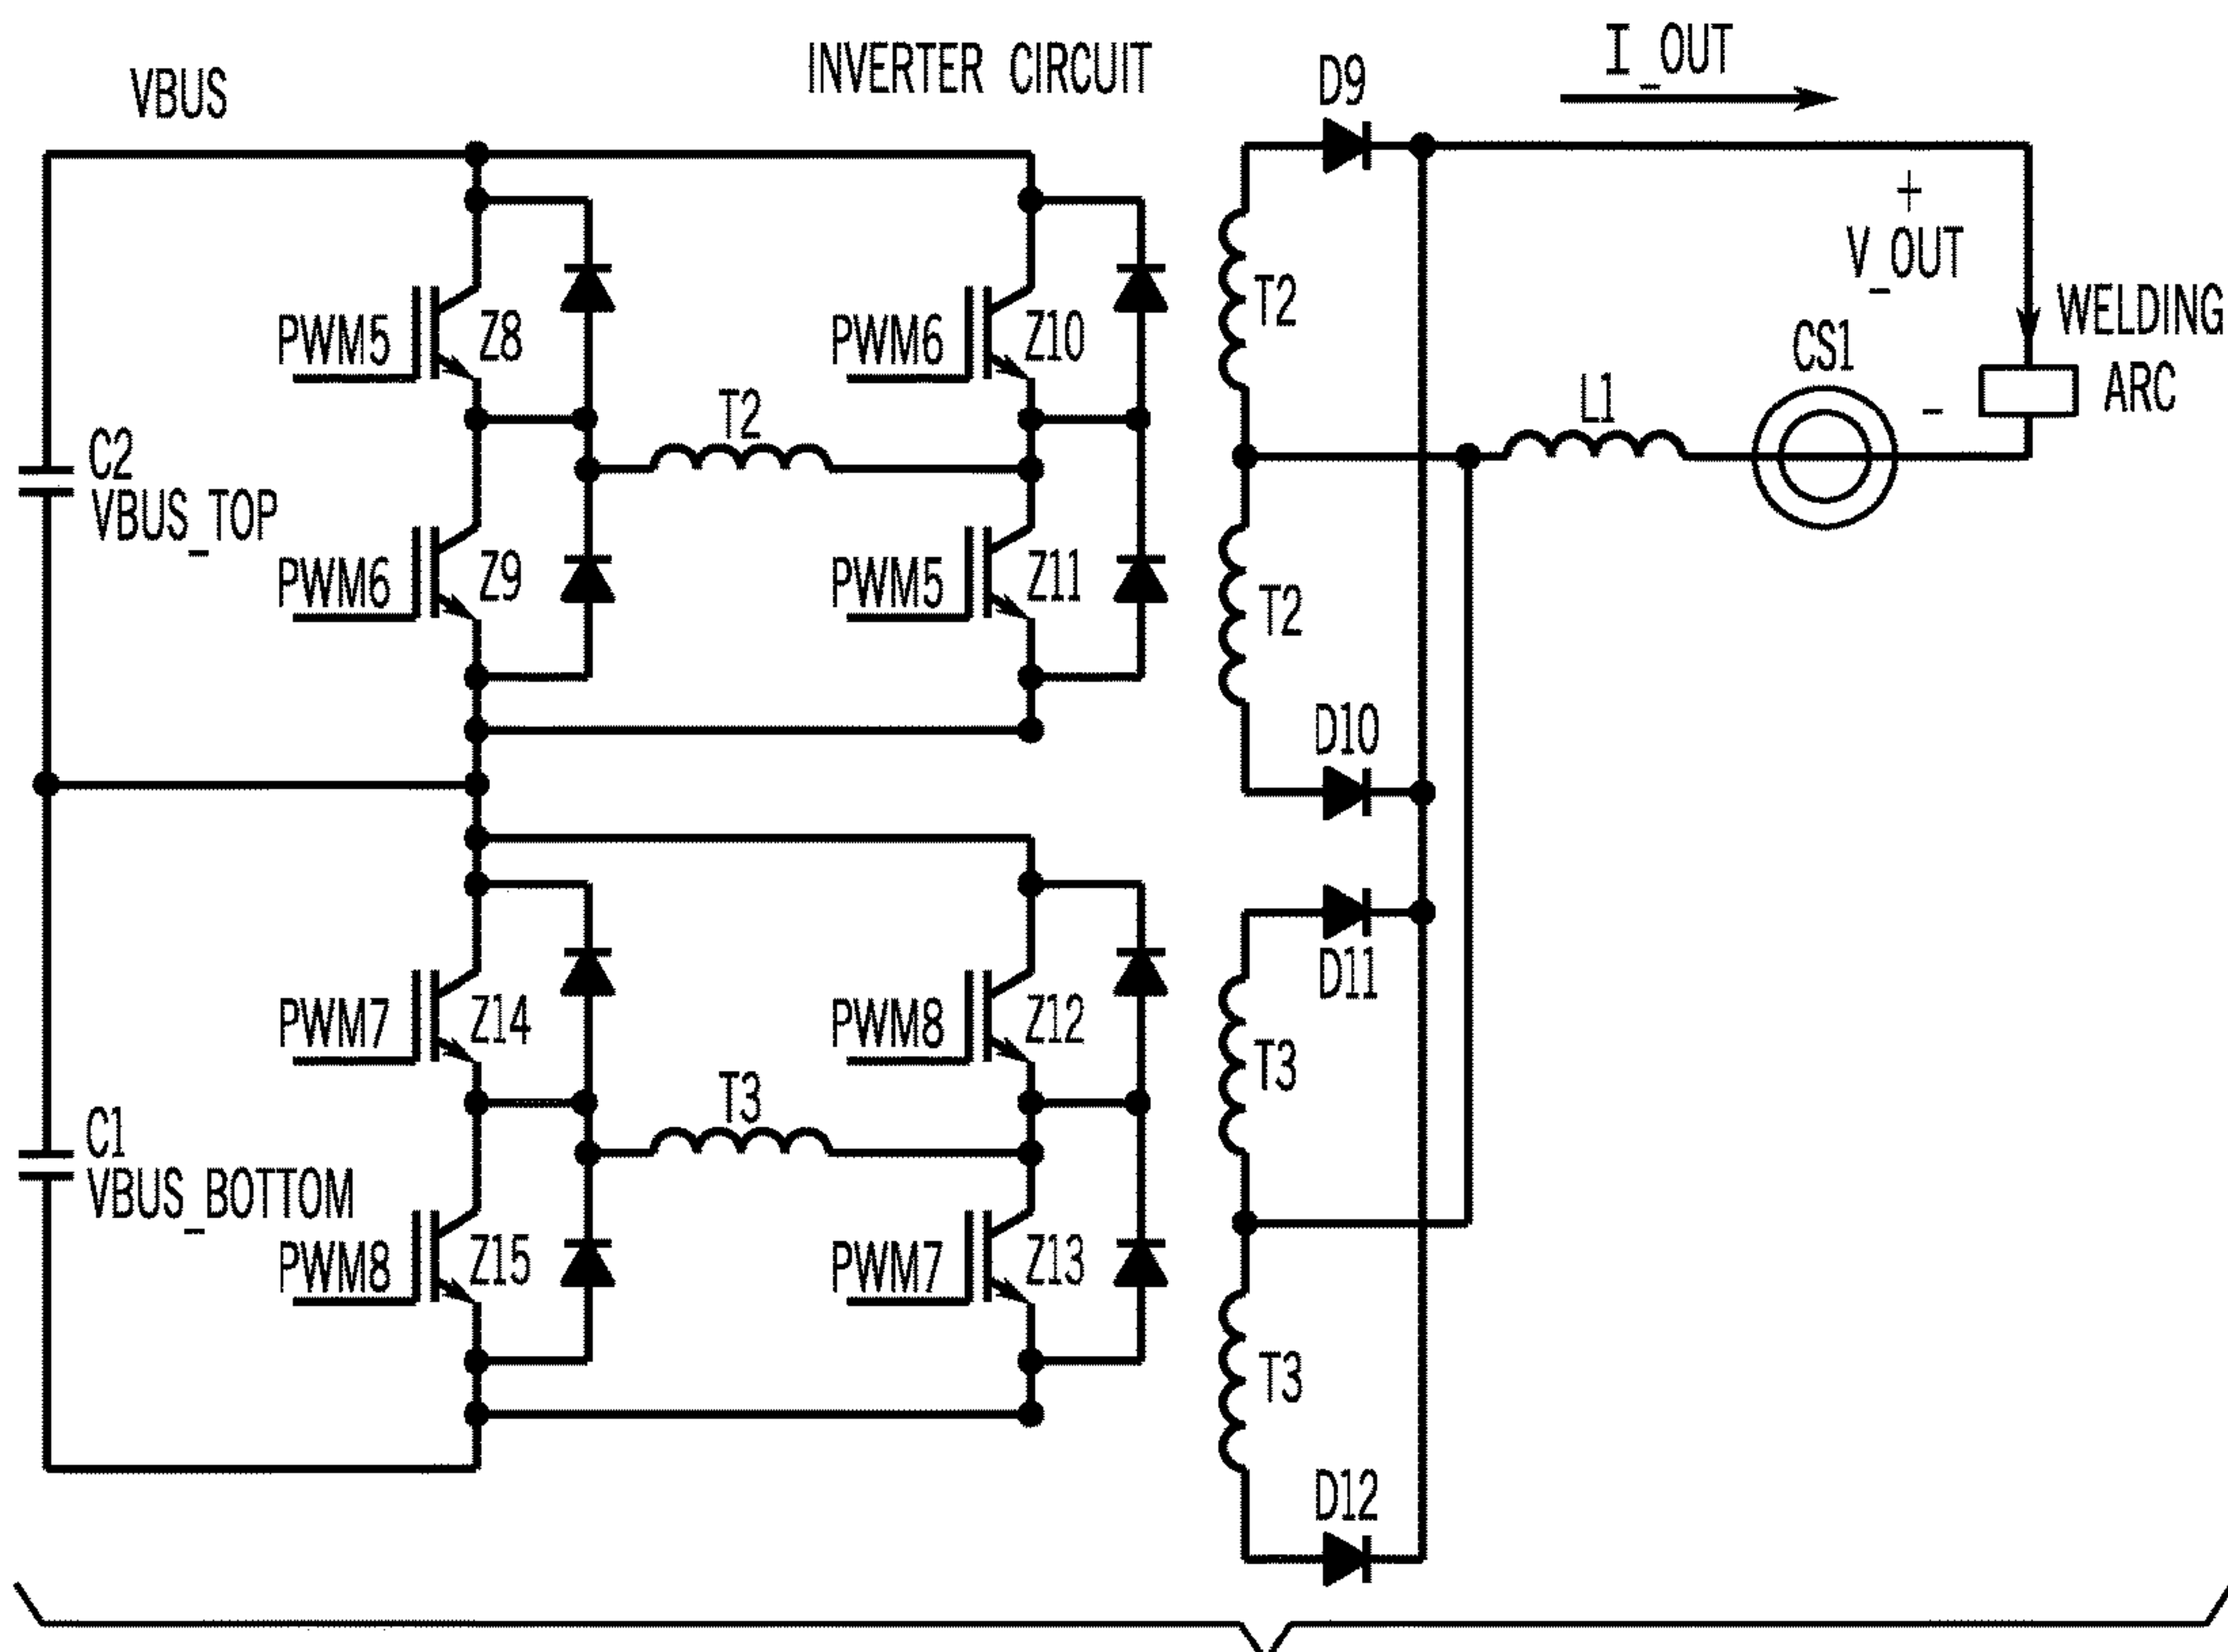 VBUS
INVERTER CIRCUIT
D9
I_OUT
+
V_OUT
-
WELDING
ARC
PWM5
Z8
PWM6
Z10
T2
CS1
L1
T2
C2
VBUS_TOP
PWM6
Z9
PWM5
Z11
T2
D10
D11
PWM7
Z14
PWM8
Z12
T3
T3
C1
VBUS_BOTTOM
PWM8
Z15
PWM7
Z13
T3
D12